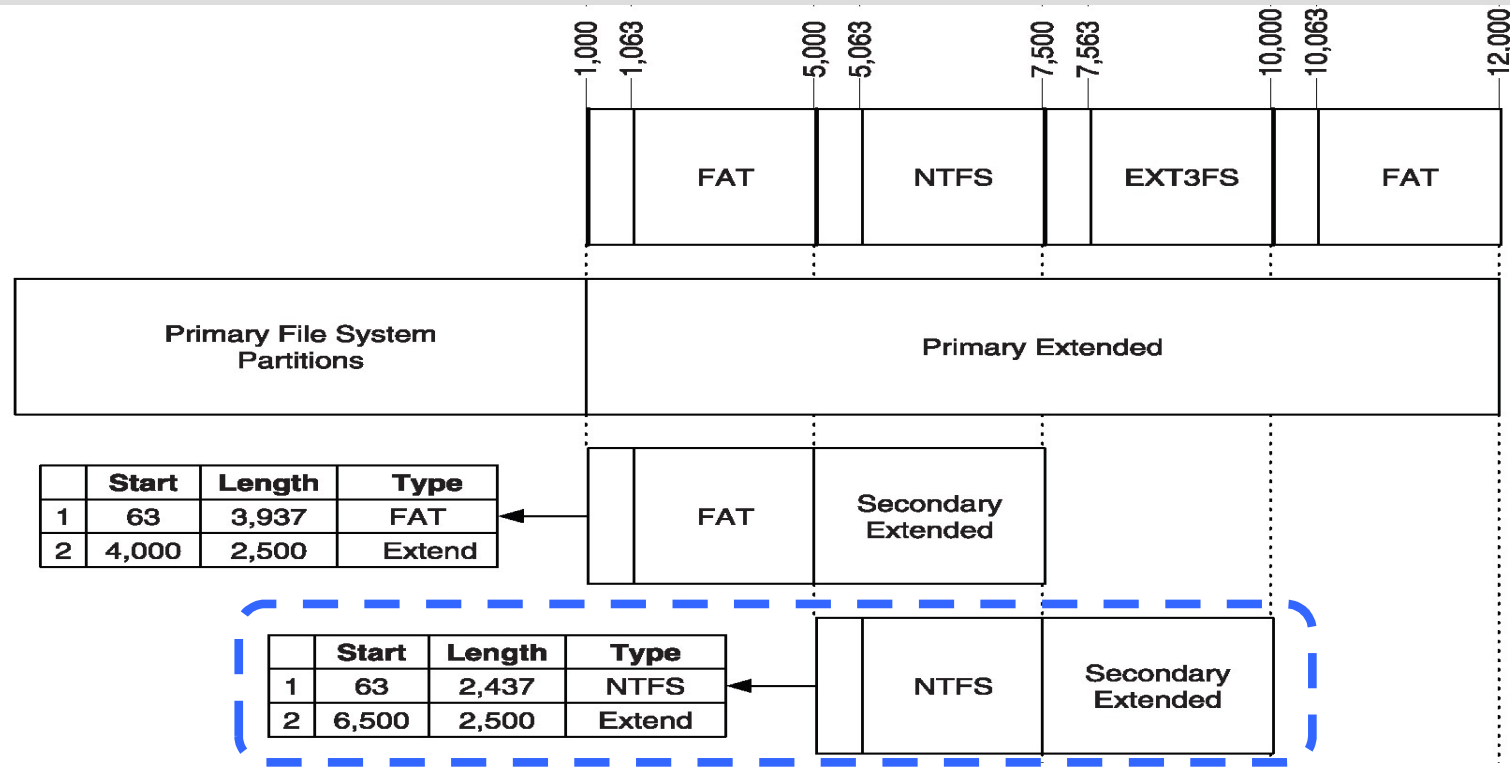 1,000 1,063 5,000 5,063 7,500 7,563 10,000 10,063 12,000
FAT NTFS EXT3FS FAT
Primary File System
Partitions
Primary Extended
Start Length Type
1 63 3,937 FAT
2 4,000 2,500 Extend
FAT
Secondary
Extended
Start Length Type
1 63 2,437 NTFS
2 6,500 2,500 Extend
NTFS
Secondary
Extended